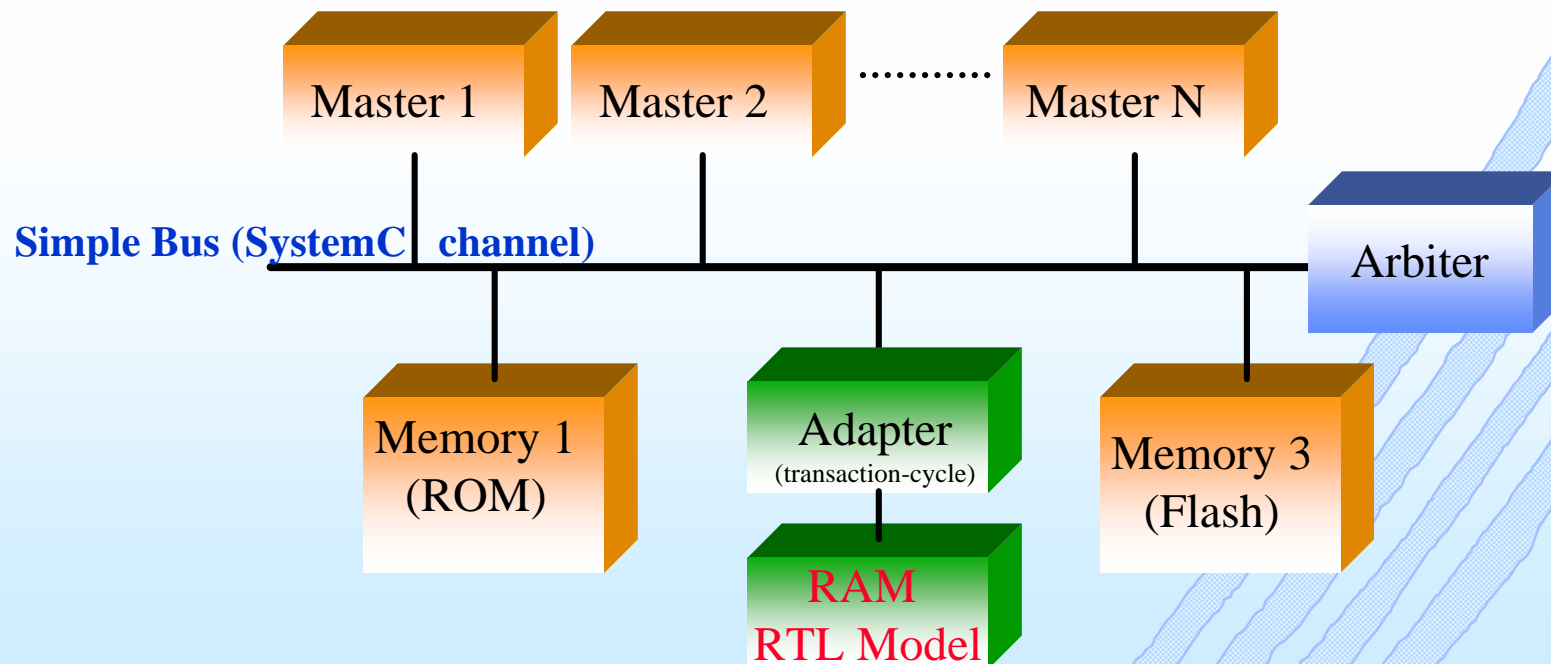 Master 1
Master 2
...........
Master N
Simple Bus (SystemC channel)
Arbiter
Memory 1
(ROM)
Adapter
(transaction-cycle)
Memory 3
(Flash)
RAM
RTL Model